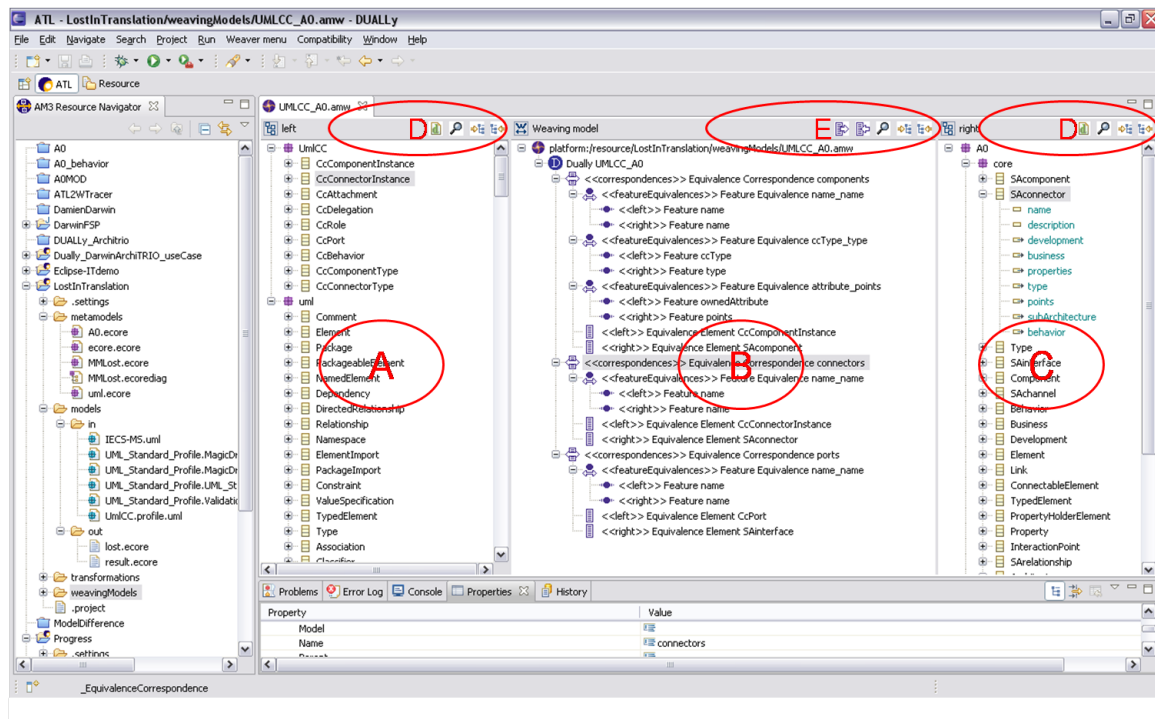 ATL - LostInTranslation/weavingModels/UMLCC_A0.amw - DUALLy
File Edit Navigate Search Project Run Weaver menu Compatibility Window Help
ATL Resource
AM3 Resource Navigator
A0
A0_behavior
A0MOD
ATL2WTracer
DamienDarwin
DarwinFSP
DUALLy_Architrio
Dually_DarwinArchiTRIO_useCase
Eclipse-ITdemo
LostInTranslation
.settings
metamodels
A0.ecore
ecore.ecore
MMLost.ecore
MMLost.ecorediag
uml.ecore
models
in
IECS-MS.uml
UML_Standard_Profile.MagicDr
UML_Standard_Profile.MagicDr
UML_Standard_Profile.UML_St
UML_Standard_Profile.Validatic
UmlCC.profile.uml
out
lost.ecore
result.ecore
transformations
weavingModels
.project
ModelDifference
Progress
.settings
UMLCC_A0.amw
left
D
UmlCC
CcComponentInstance
CcConnectorInstance
CcAttachment
CcDelegation
CcRole
CcPort
CcBehavior
CcComponentType
CcConnectorType
uml
Comment
Element
Package
PackageableElement
NamedElement
Dependency
DirectedRelationship
Relationship
Namespace
ElementImport
PackageImport
Constraint
ValueSpecification
TypedElement
Type
Association
Classifier
A
Weaving model
E
platform:/resource/LostInTranslation/weavingModels/UMLCC_A0.amw
Dually UMLCC_A0
<<correspondences>> Equivalence Correspondence components
<<featureEquivalences>> Feature Equivalence name_name
<<left>> Feature name
<<right>> Feature name
<<featureEquivalences>> Feature Equivalence ccType_type
<<left>> Feature ccType
<<right>> Feature type
<<featureEquivalences>> Feature Equivalence attribute_points
<<left>> Feature ownedAttribute
<<right>> Feature points
<<left>> Equivalence Element CcComponentInstance
<<right>> Equivalence Element SAcomponent
<<correspondences>> Equivalence Correspondence connectors
<<featureEquivalences>> Feature Equivalence name_name
<<left>> Feature name
<<right>> Feature name
<<left>> Equivalence Element CcConnectorInstance
<<right>> Equivalence Element SAconnector
<<correspondences>> Equivalence Correspondence ports
<<featureEquivalences>> Feature Equivalence name_name
<<left>> Feature name
<<right>> Feature name
<<left>> Equivalence Element CcPort
<<right>> Equivalence Element SAinterface
B
right
D
A0
core
SAcomponent
SAconnector
name
description
development
business
properties
type
points
subArchitecture
behavior
Type
SAinterface
Component
SAchannel
Behavior
Business
Development
Element
Link
ConnectableElement
TypedElement
PropertyHolderElement
Property
InteractionPoint
SArelationship
C
Problems Error Log Console Properties History
Property Value
Model
Name connectors
Parent
_EquivalenceCorrespondence